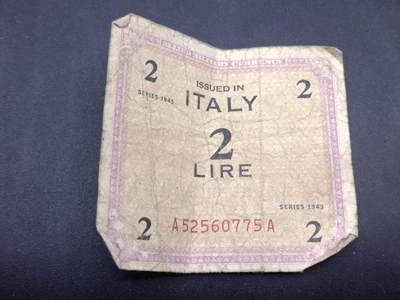 2
2
ISSUED IN
SERIES 1943
ITALY
2
LIRE
SERIES 1943
2
A52560775A
2